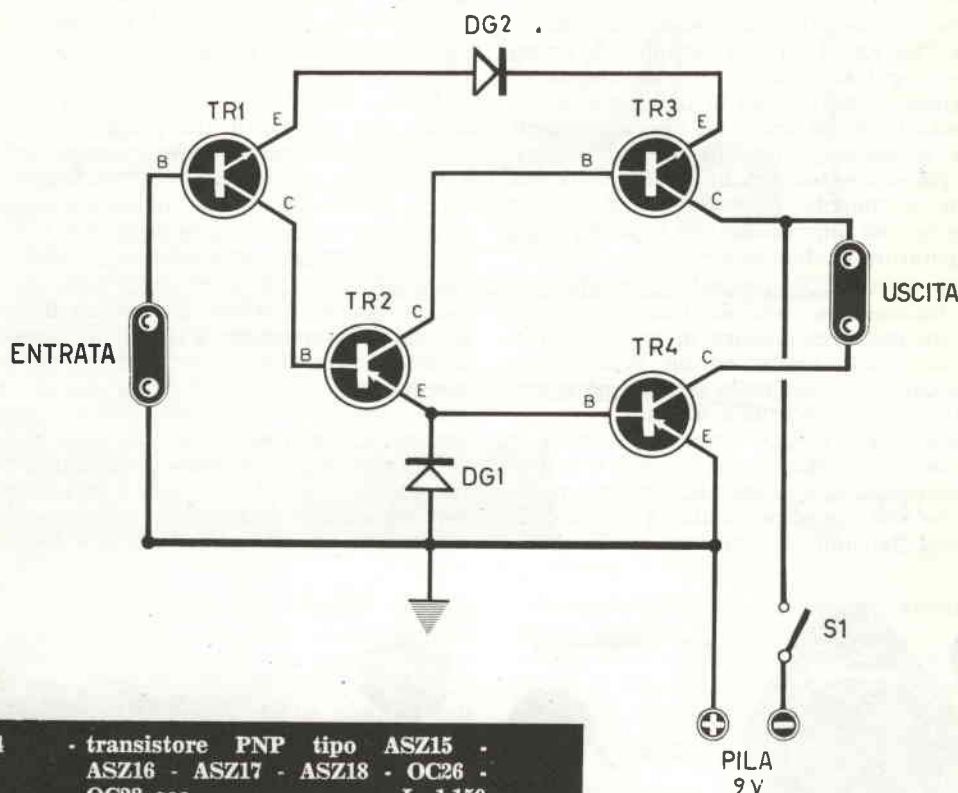 DG2
TR1
E
TR3
E
B
B
C
C
TR2
C
USCITA
ENTRATA
B
TR4
C
E
B
E
DG1
S1
+ -
PILA
9 V
4 - transistore PNP tipo ASZ15 -
ASZ16 - ASZ17 - ASZ18 - OC26 -